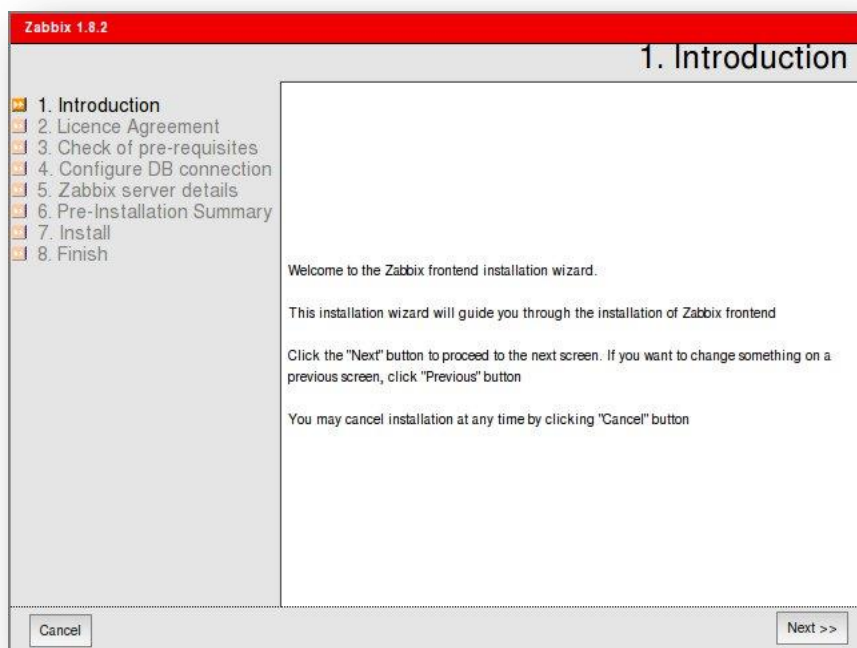 Zabbix 1.8.2
1. Introduction
1. Introduction
2. Licence Agreement
3. Check of pre-requisites
4. Configure DB connection
5. Zabbix server details
6. Pre-Installation Summary
7. Install
8. Finish
Welcome to the Zabbix frontend installation wizard.
This installation wizard will guide you through the installation of Zabbix frontend
Click the "Next" button to proceed to the next screen. If you want to change something on a
previous screen, click "Previous" button
You may cancel installation at any time by clicking "Cancel" button
Cancel
Next >>